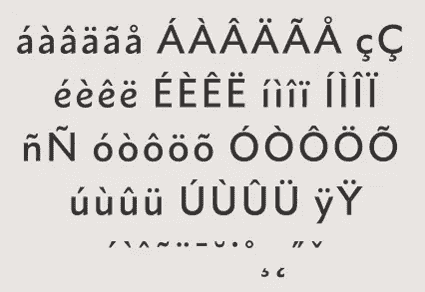 áàâäãå ÁÀÂÄÃÅ çÇ
éèêë ÉÈÊË íìîï ÍÌÎÏ
ñÑ óòôöõ ÓÒÔÖÕ
úùûü ÚÙÛÜ ÿŸ
´ ` ˆ ˜ ¨ ¯ ˘ ˙ ˚ ˝ ˇ
¸ ˛